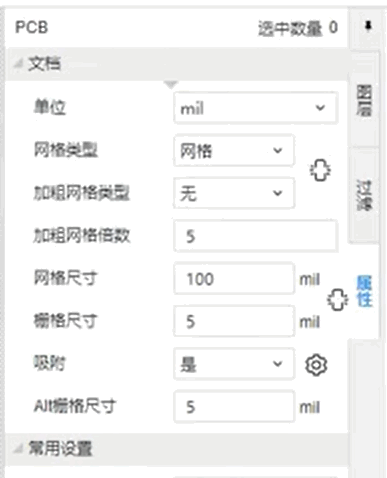 PCB 选中数量 0
文档
单位 mil
网格类型 网格
加粗网格类型 无
加粗网格倍数 5
网格尺寸 100 mil
栅格尺寸 5 mil
吸附 是
Alt栅格尺寸 5 mil
常用设置
图层
过滤
属性